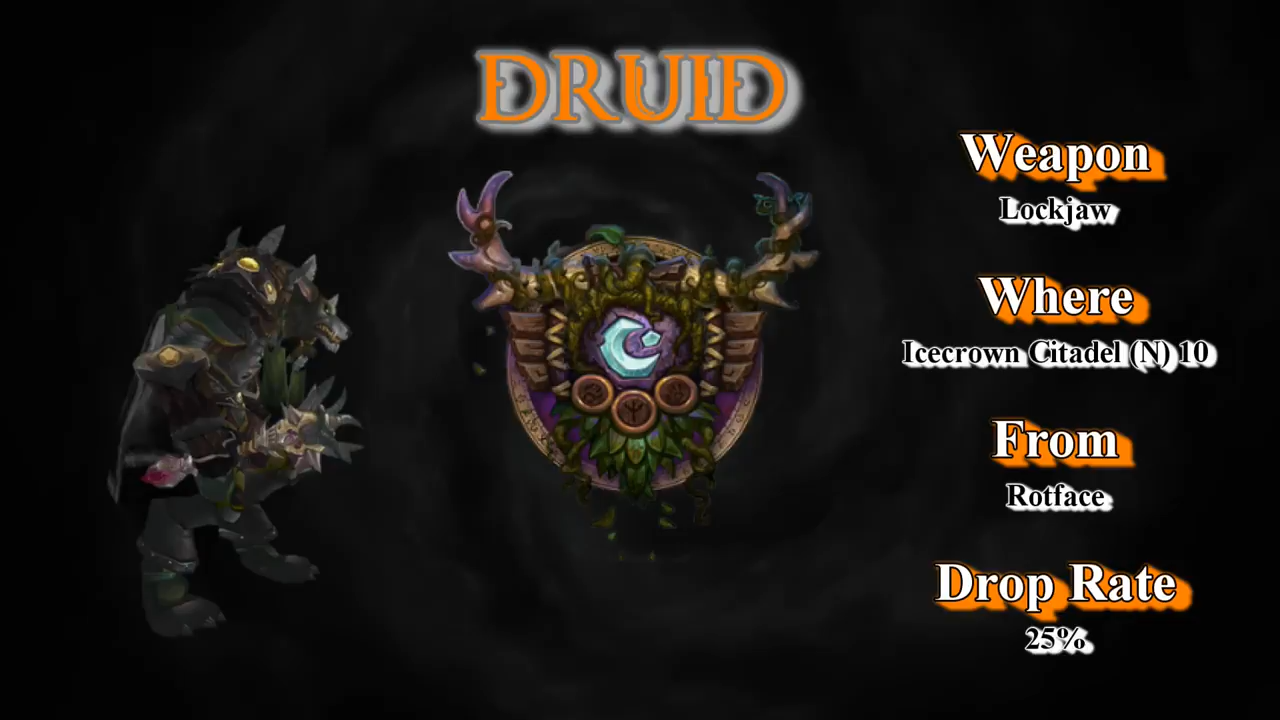 DRUID
Weapon
Lockjaw
Where
Icecrown Citadel (N) 10
From
Rotface
Drop Rate
25%